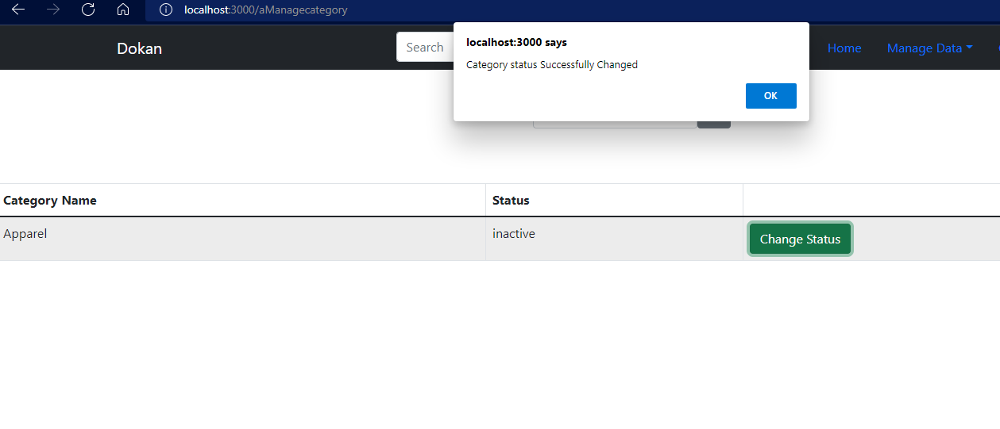 localhost:3000/aManagecategory
Dokan
Search
Home
Manage Data
localhost:3000 says
Category status Successfully Changed
OK
Category Name
Status
Apparel
inactive
Change Status